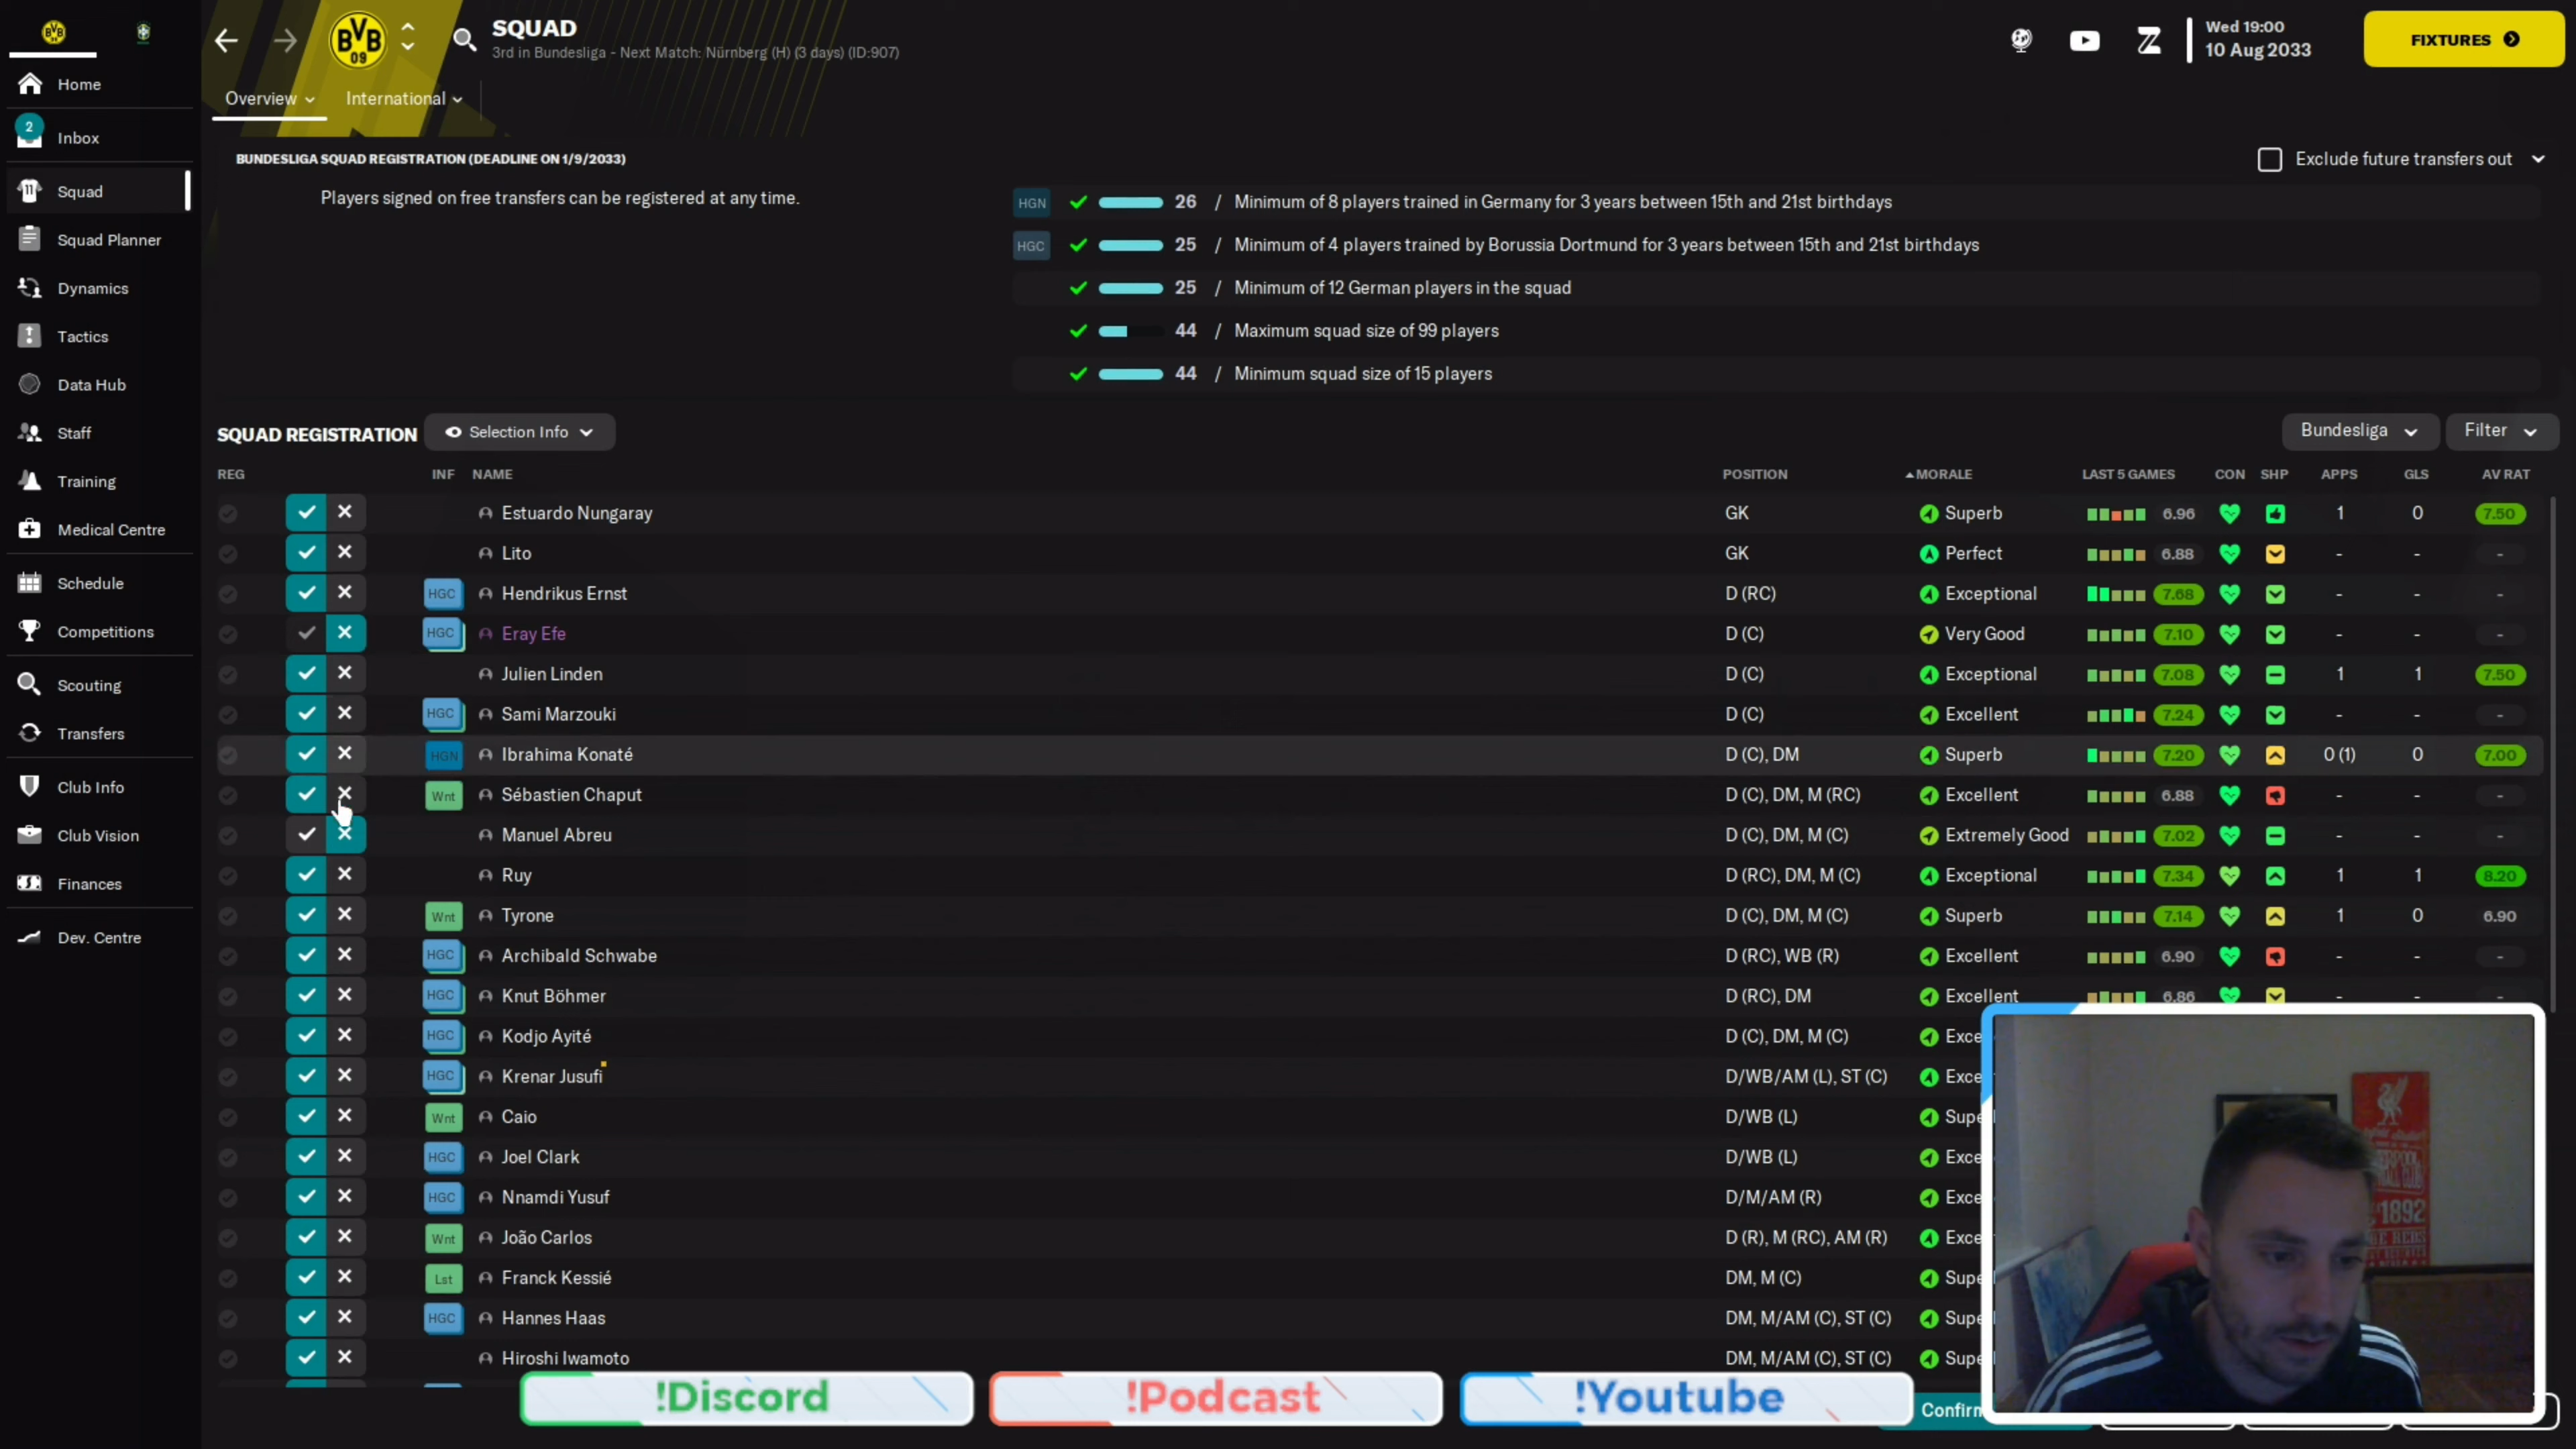 SQUAD
3rd in Bundesliga - Next Match: Nürnberg (H) (3 days) (ID:907)
Wed 19:00
10 Aug 2033
FIXTURES
Overview
International
Home
2
Inbox
Squad
Squad Planner
Dynamics
Tactics
Data Hub
Staff
Training
Medical Centre
Schedule
Competitions
Scouting
Transfers
Club Info
Club Vision
Finances
Dev. Centre
BUNDESLIGA SQUAD REGISTRATION (DEADLINE ON 1/9/2033)
Exclude future transfers out
Players signed on free transfers can be registered at any time.
HGN 26 / Minimum of 8 players trained in Germany for 3 years between 15th and 21st birthdays
HGC 25 / Minimum of 4 players trained by Borussia Dortmund for 3 years between 15th and 21st birthdays
25 / Minimum of 12 German players in the squad
44 / Maximum squad size of 99 players
44 / Minimum squad size of 15 players
SQUAD REGISTRATION Selection Info Bundesliga Filter
REG INF NAME POSITION MORALE LAST 5 GAMES CON SHP APPS GLS AV RAT
Estuardo Nungaray GK Superb 6.96 1 0 7.50
Lito GK Perfect 6.88 - - -
HGC Hendrikus Ernst D (RC) Exceptional 7.68 - - -
HGC Eray Efe D (C) Very Good 7.10 - - -
Julien Linden D (C) Exceptional 7.08 1 1 7.50
HGC Sami Marzouki D (C) Excellent 7.24 - - -
HGN Ibrahima Konaté D (C), DM Superb 7.20 0 (1) 0 7.00
Wnt Sébastien Chaput D (C), DM, M (RC) Excellent 6.88 - - -
Manuel Abreu D (C), DM, M (C) Extremely Good 7.02 - - -
Ruy D (RC), DM, M (C) Exceptional 7.34 1 1 8.20
Wnt Tyrone D (C), DM, M (C) Superb 7.14 1 0 6.90
HGC Archibald Schwabe D (RC), WB (R) Excellent 6.90 - - -
HGC Knut Böhmer D (RC), DM Excellent 6.86
HGC Kodjo Ayité D (C), DM, M (C) Exce
HGC Krenar Jusufi D/WB/AM (L), ST (C) Exce
Wnt Caio D/WB (L) Supe
HGC Joel Clark D/WB (L) Exce
HGC Nnamdi Yusuf D/M/AM (R) Exce
Wnt João Carlos D (R), M (RC), AM (R) Exce
Lst Franck Kessié DM, M (C) Supe
HGC Hannes Haas DM, M/AM (C), ST (C) Supe
Hiroshi Iwamoto DM, M/AM (C), ST (C) Supe
!Discord
!Podcast
!Youtube
Confirm